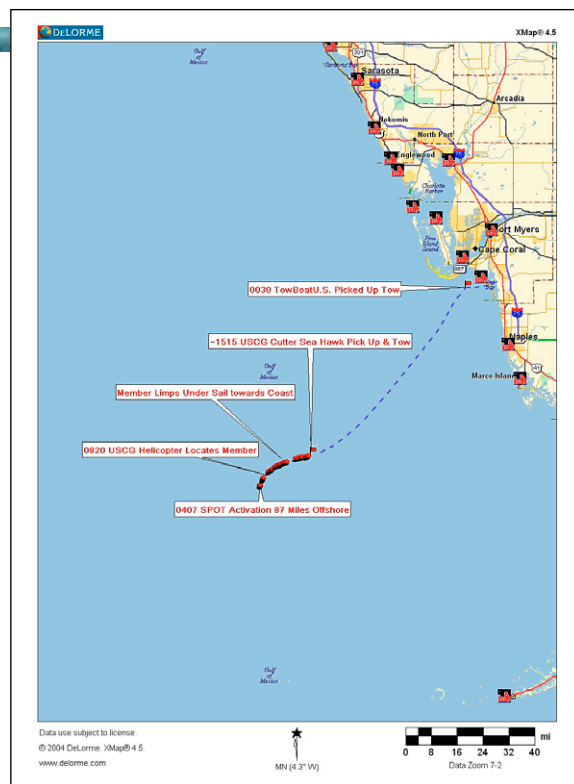 DELORME
XMap® 4.5
Gulf
of
Mexico
Sarasota
Arcadia
Nokomis
North Port
Englewood
Charlotte
Harbor
Pine
Island
Sound
Fort Myers
Cape Coral
867
0030 TowBoatU.S. Picked Up Tow
~1515 USCG Cutter Sea Hawk Pick Up & Tow
Naples
41
Gulf
of
Mexico
Marco Island
Member Limps Under Sail towards Coast
0820 USCG Helicopter Locates Member
0407 SPOT Activation 87 Miles Offshore
Gulf
of
Mexico
Data use subject to license.
© 2004 DeLorme. XMap® 4.5.
www.delorme.com
MN (4.3° W)
mi
0 8 16 24 32 40
Data Zoom 7-2